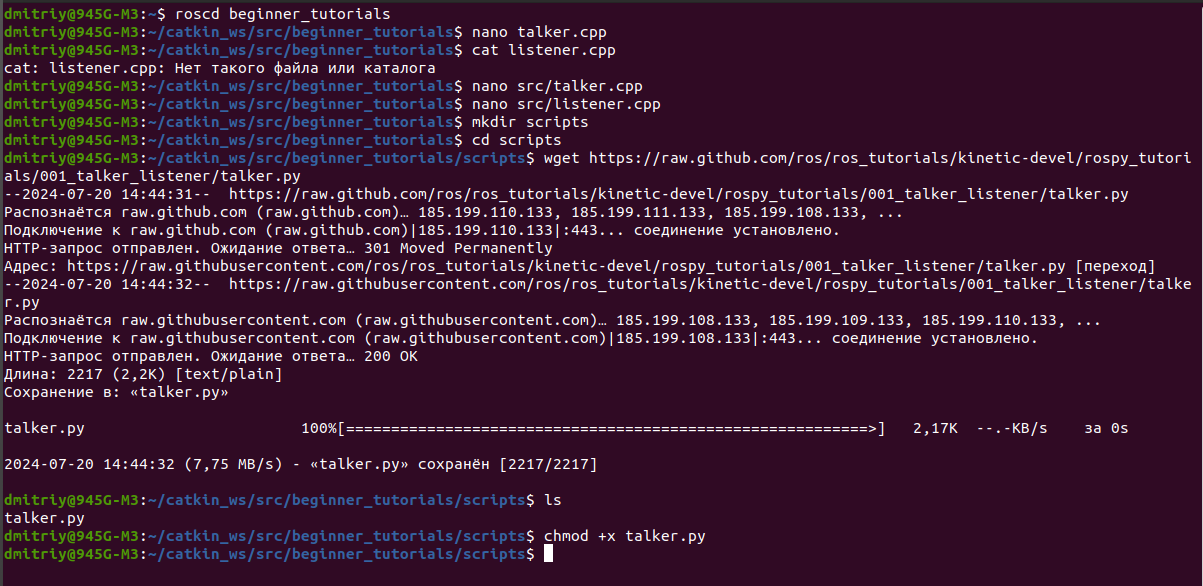 dmitriy@945G-M3:~$ roscd beginner_tutorials
dmitriy@945G-M3:~/catkin_ws/src/beginner_tutorials$ nano talker.cpp
dmitriy@945G-M3:~/catkin_ws/src/beginner_tutorials$ cat listener.cpp
cat: listener.cpp: Нет такого файла или каталога
dmitriy@945G-M3:~/catkin_ws/src/beginner_tutorials$ nano src/talker.cpp
dmitriy@945G-M3:~/catkin_ws/src/beginner_tutorials$ nano src/listener.cpp
dmitriy@945G-M3:~/catkin_ws/src/beginner_tutorials$ mkdir scripts
dmitriy@945G-M3:~/catkin_ws/src/beginner_tutorials$ cd scripts
dmitriy@945G-M3:~/catkin_ws/src/beginner_tutorials/scripts$ wget https://raw.github.com/ros/ros_tutorials/kinetic-devel/rospy_tutori
als/001_talker_listener/talker.py
--2024-07-20 14:44:31--  https://raw.github.com/ros/ros_tutorials/kinetic-devel/rospy_tutorials/001_talker_listener/talker.py
Распознаётся raw.github.com (raw.github.com)… 185.199.110.133, 185.199.111.133, 185.199.108.133, ...
Подключение к raw.github.com (raw.github.com)|185.199.110.133|:443... соединение установлено.
HTTP-запрос отправлен. Ожидание ответа… 301 Moved Permanently
Адрес: https://raw.githubusercontent.com/ros/ros_tutorials/kinetic-devel/rospy_tutorials/001_talker_listener/talker.py [переход]
--2024-07-20 14:44:32--  https://raw.githubusercontent.com/ros/ros_tutorials/kinetic-devel/rospy_tutorials/001_talker_listener/talke
r.py
Распознаётся raw.githubusercontent.com (raw.githubusercontent.com)… 185.199.108.133, 185.199.109.133, 185.199.110.133, ...
Подключение к raw.githubusercontent.com (raw.githubusercontent.com)|185.199.108.133|:443... соединение установлено.
HTTP-запрос отправлен. Ожидание ответа… 200 OK
Длина: 2217 (2,2K) [text/plain]
Сохранение в: «talker.py»
talker.py                        100%[==========================================================>]   2,17K  --.-KB/s    за 0s
2024-07-20 14:44:32 (7,75 MB/s) - «talker.py» сохранён [2217/2217]
dmitriy@945G-M3:~/catkin_ws/src/beginner_tutorials/scripts$ ls
talker.py
dmitriy@945G-M3:~/catkin_ws/src/beginner_tutorials/scripts$ chmod +x talker.py
dmitriy@945G-M3:~/catkin_ws/src/beginner_tutorials/scripts$